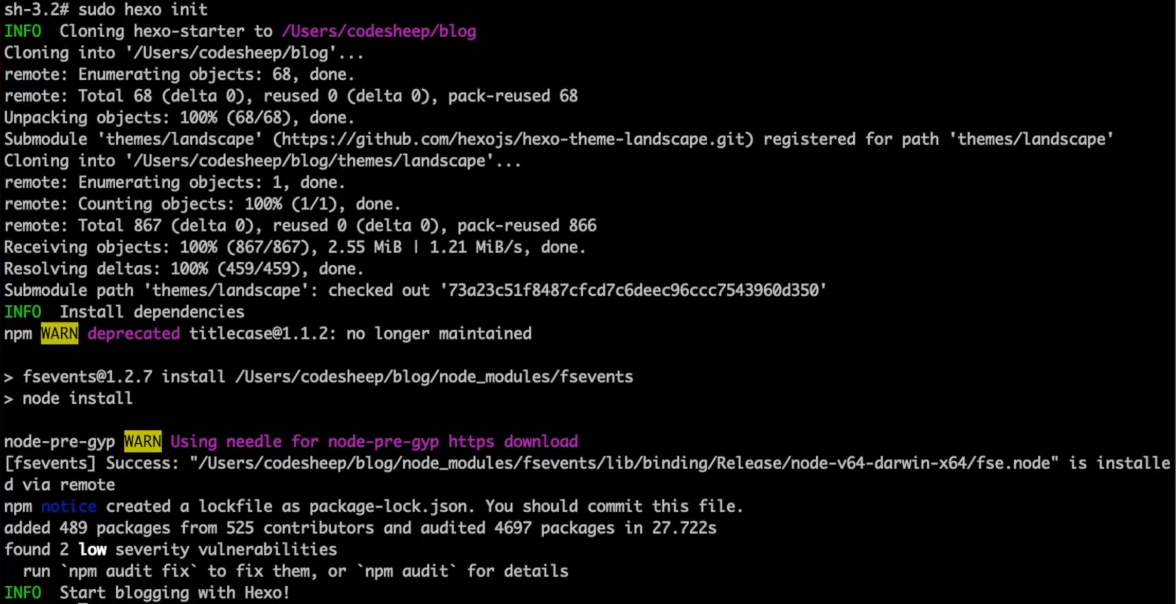 sh-3.2# sudo hexo init
INFO  Cloning hexo-starter to /Users/codesheep/blog
Cloning into '/Users/codesheep/blog'...
remote: Enumerating objects: 68, done.
remote: Total 68 (delta 0), reused 0 (delta 0), pack-reused 68
Unpacking objects: 100% (68/68), done.
Submodule 'themes/landscape' (https://github.com/hexojs/hexo-theme-landscape.git) registered for path 'themes/landscape'
Cloning into '/Users/codesheep/blog/themes/landscape'...
remote: Enumerating objects: 1, done.
remote: Counting objects: 100% (1/1), done.
remote: Total 867 (delta 0), reused 0 (delta 0), pack-reused 866
Receiving objects: 100% (867/867), 2.55 MiB | 1.21 MiB/s, done.
Resolving deltas: 100% (459/459), done.
Submodule path 'themes/landscape': checked out '73a23c51f8487cfcd7c6deec96ccc7543960d350'
INFO  Install dependencies
npm WARN deprecated titlecase@1.1.2: no longer maintained
> fsevents@1.2.7 install /Users/codesheep/blog/node_modules/fsevents
> node install
node-pre-gyp WARN Using needle for node-pre-gyp https download
[fsevents] Success: "/Users/codesheep/blog/node_modules/fsevents/lib/binding/Release/node-v64-darwin-x64/fse.node" is installe
d via remote
npm notice created a lockfile as package-lock.json. You should commit this file.
added 489 packages from 525 contributors and audited 4697 packages in 27.722s
found 2 low severity vulnerabilities
  run `npm audit fix` to fix them, or `npm audit` for details
INFO  Start blogging with Hexo!